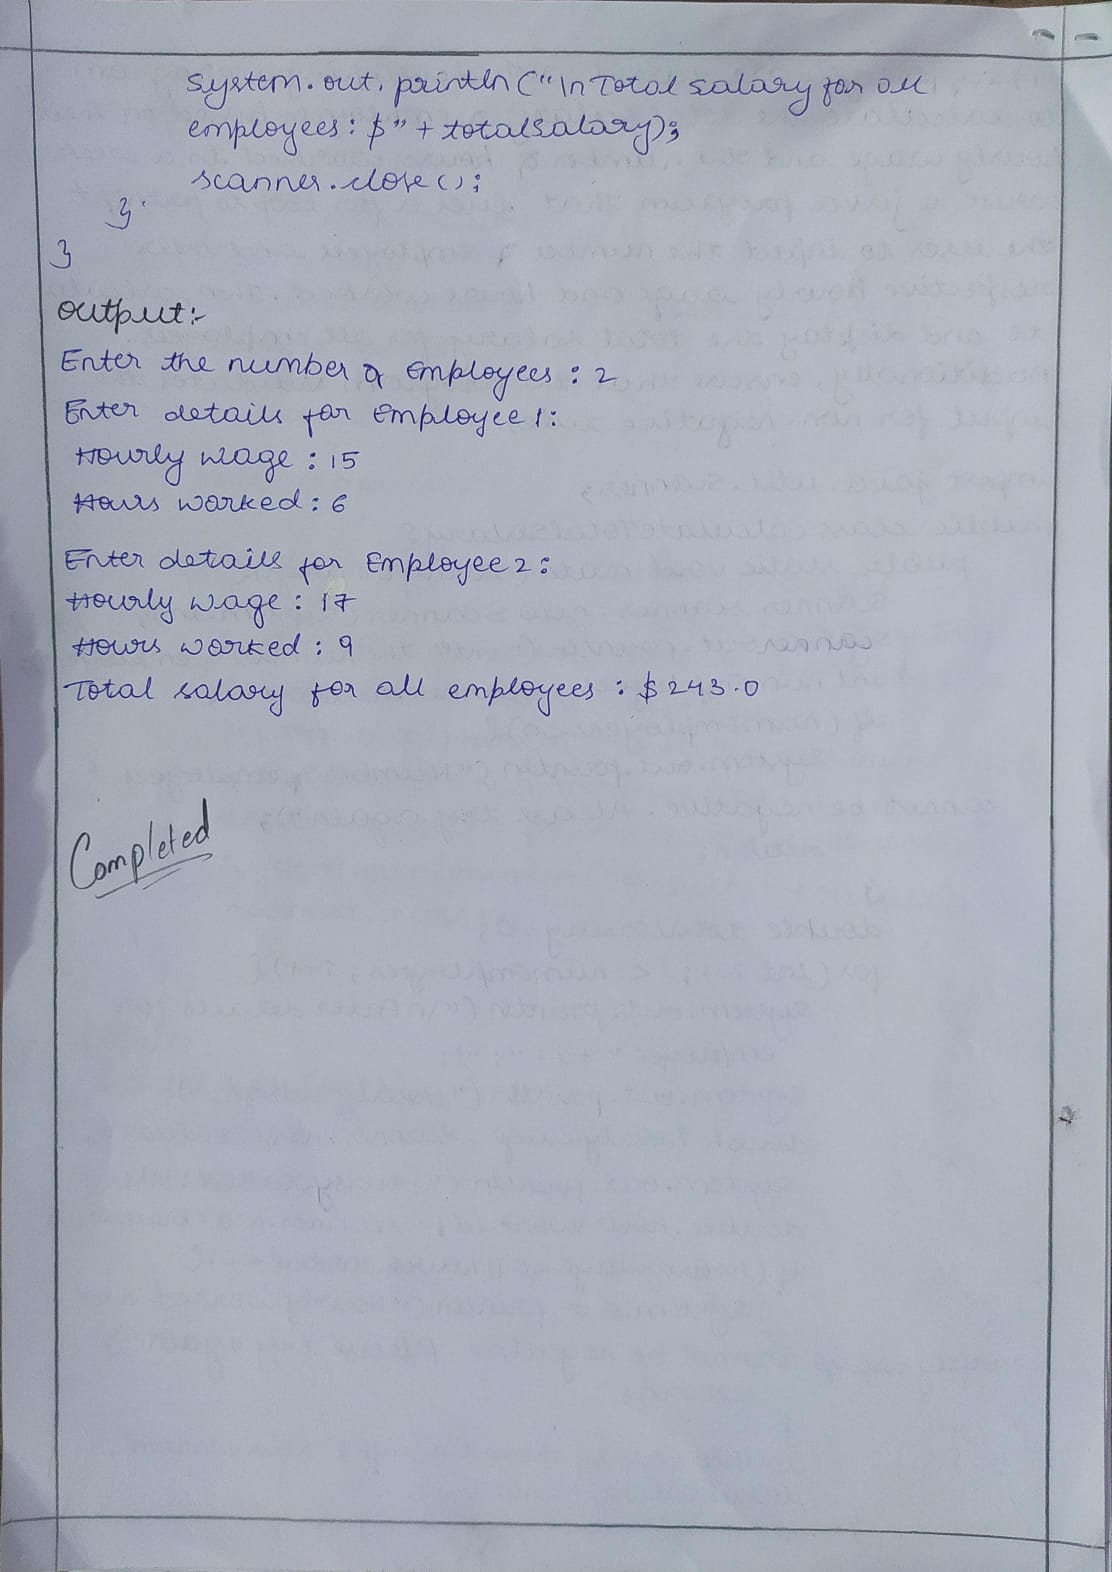 System.out.println("\n Total salary for all
employees: $" + totalsalary);
scanner.close();
}
}
output:-
Enter the number of Employees : 2
Enter details for Employee 1:
Hourly wage : 15
Hours worked : 6
Enter details for Employee 2 :
Hourly wage : 17
Hours worked : 9
Total salary for all employees : $ 243.0
Completed